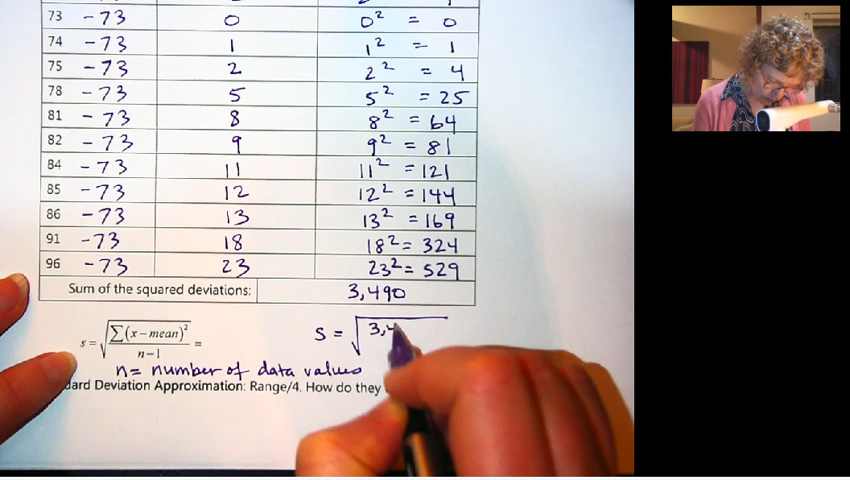 73 -73 0 0² = 0
74 -73 1 1² = 1
75 -73 2 2² = 4
78 -73 5 5² = 25
81 -73 8 8² = 64
82 -73 9 9² = 81
84 -73 11 11² = 121
85 -73 12 12² = 144
86 -73 13 13² = 169
91 -73 18 18² = 324
96 -73 23 23² = 529
Sum of the squared deviations: 3,490
s = √(∑(x-mean)² / n-1) = S = √3,4
n = number of data values
Deviation Approximation: Range/4. How do they